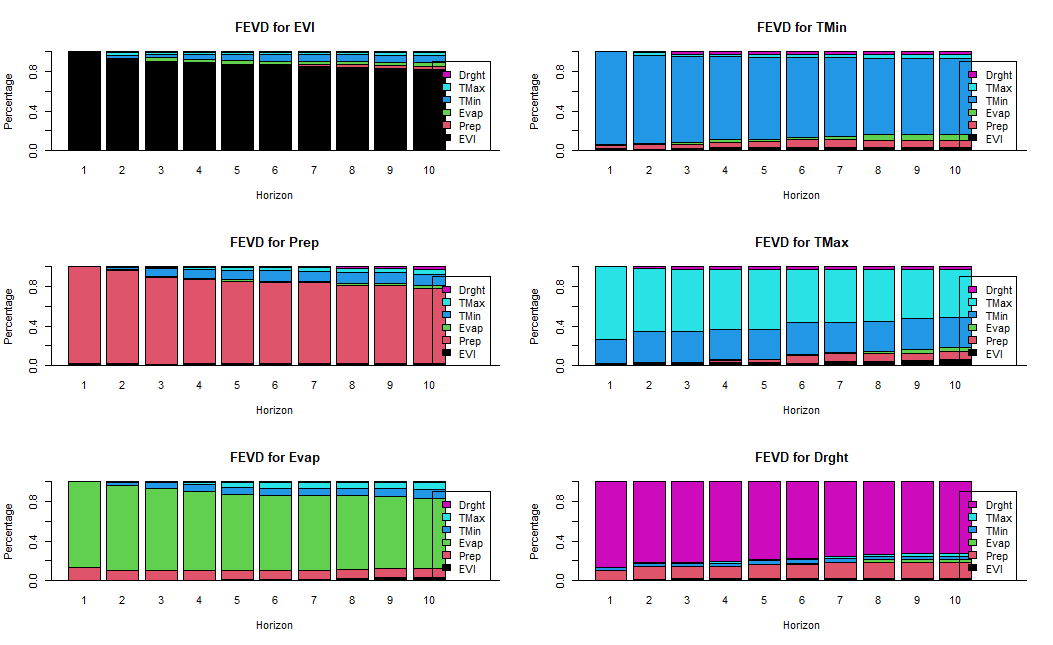 FEVD for EVI
Percentage
0.0 0.4 0.8
1 2 3 4 5 6 7 8 9 10
Horizon
Drght
TMax
TMin
Evap
Prep
EVI
FEVD for TMin
Percentage
0.0 0.4 0.8
1 2 3 4 5 6 7 8 9 10
Horizon
Drght
TMax
TMin
Evap
Prep
EVI
FEVD for Prep
Percentage
0.0 0.4 0.8
1 2 3 4 5 6 7 8 9 10
Horizon
Drght
TMax
TMin
Evap
Prep
EVI
FEVD for TMax
Percentage
0.0 0.4 0.8
1 2 3 4 5 6 7 8 9 10
Horizon
Drght
TMax
TMin
Evap
Prep
EVI
FEVD for Evap
Percentage
0.0 0.4 0.8
1 2 3 4 5 6 7 8 9 10
Horizon
Drght
TMax
TMin
Evap
Prep
EVI
FEVD for Drght
Percentage
0.0 0.4 0.8
1 2 3 4 5 6 7 8 9 10
Horizon
Drght
TMax
TMin
Evap
Prep
EVI